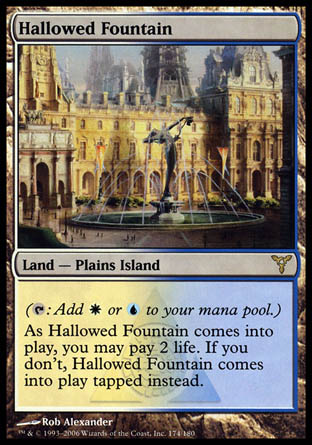 Hallowed Fountain
Land — Plains Island
(: Add or to your mana pool.)
As Hallowed Fountain comes into
play, you may pay 2 life. If you
don't, Hallowed Fountain comes
into play tapped instead.
Rob Alexander
™ & © 1993–2006 Wizards of the Coast, Inc. 174/180